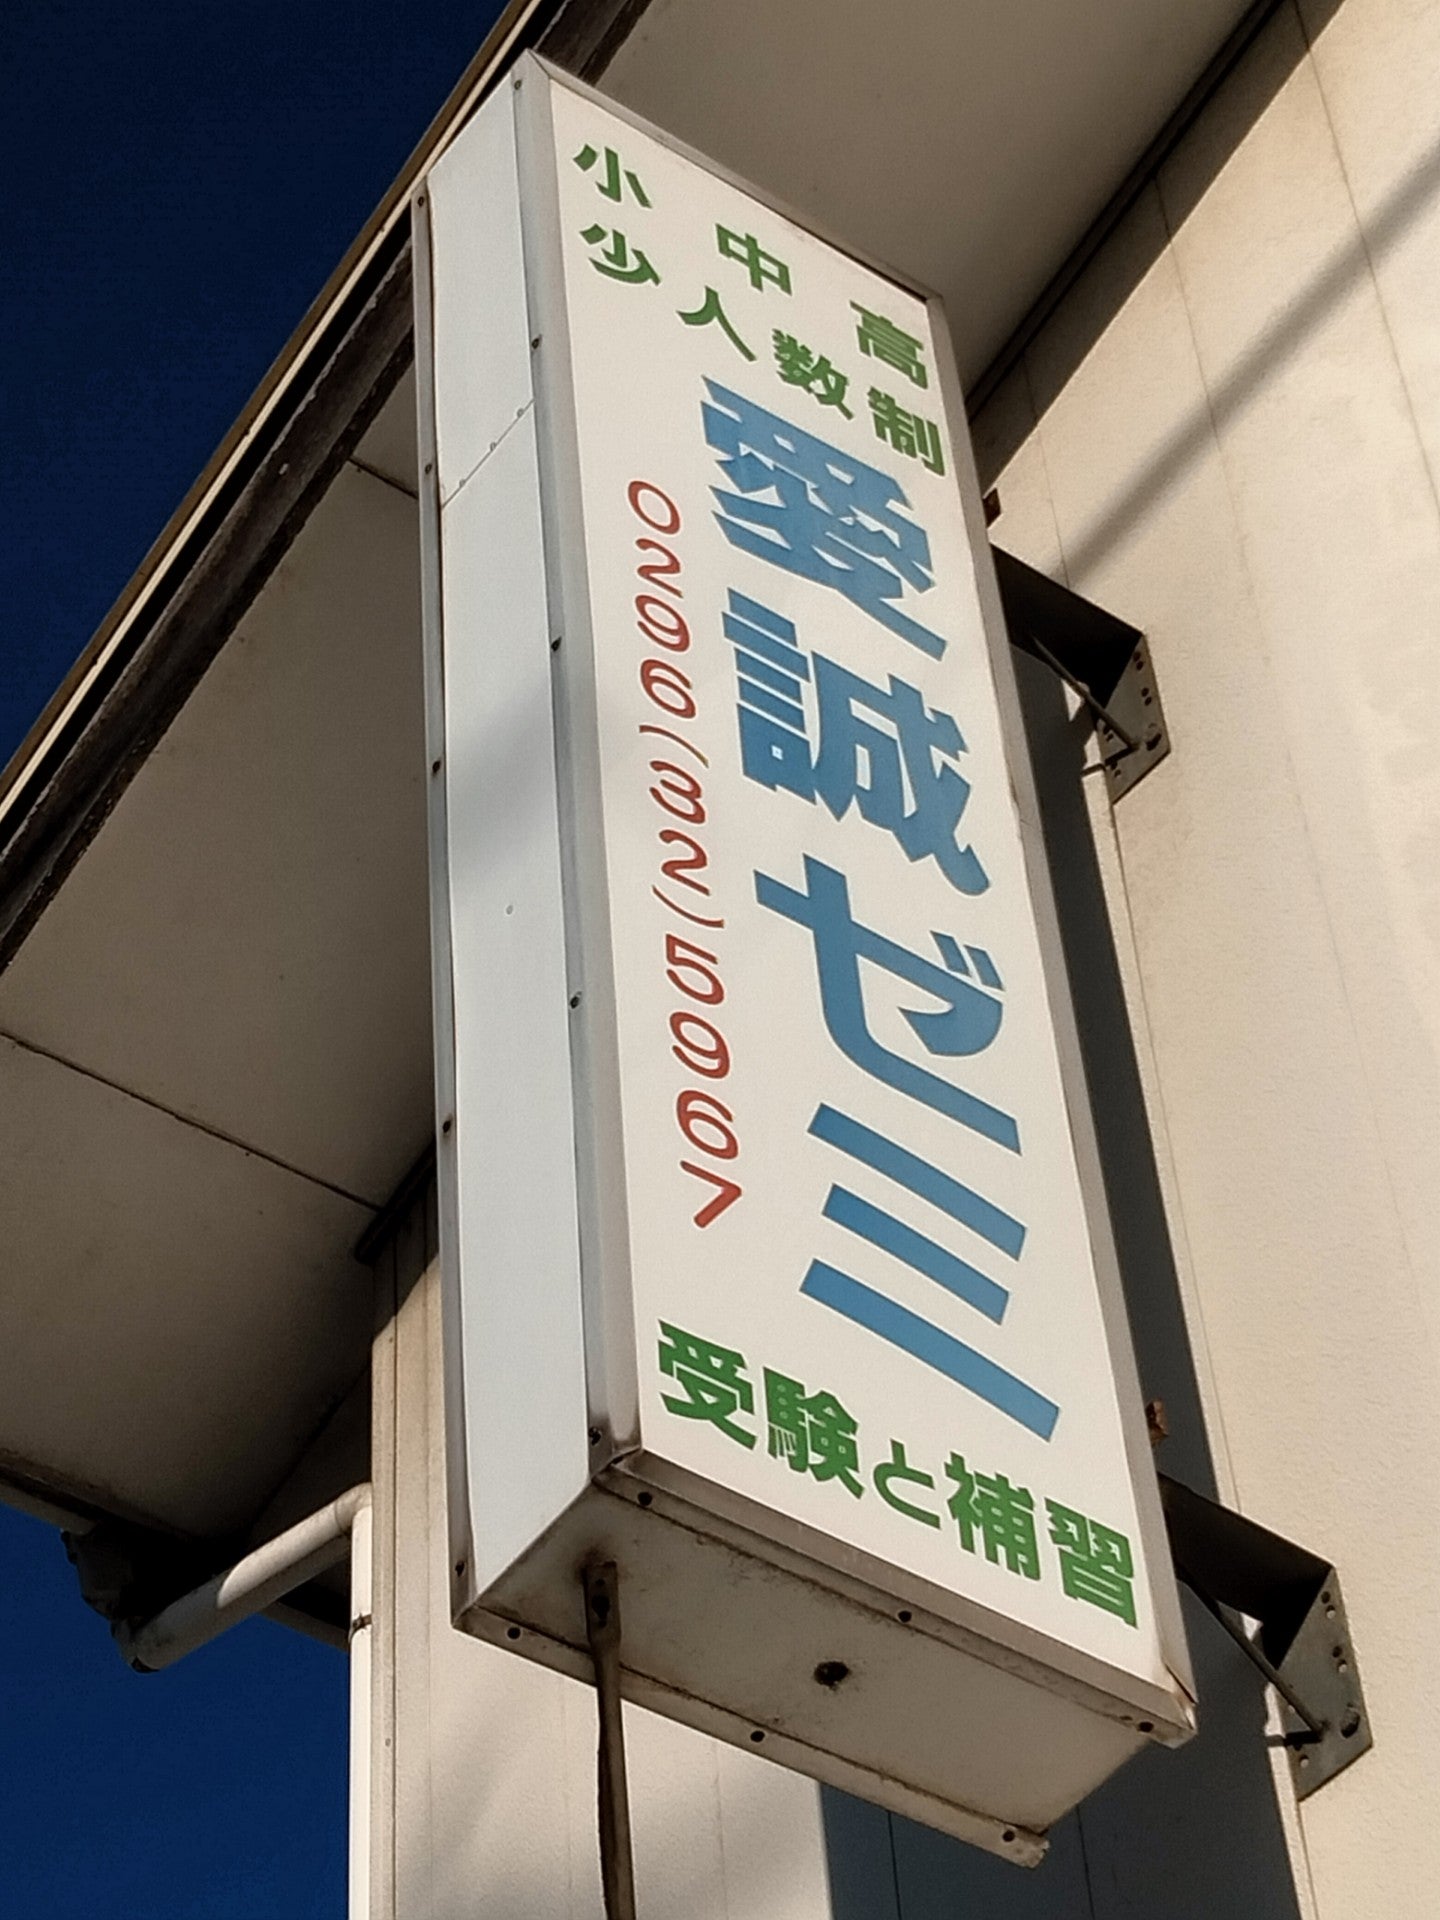 小中高
少人数制
愛誠ゼミ
0296(32)5967
受験と補習